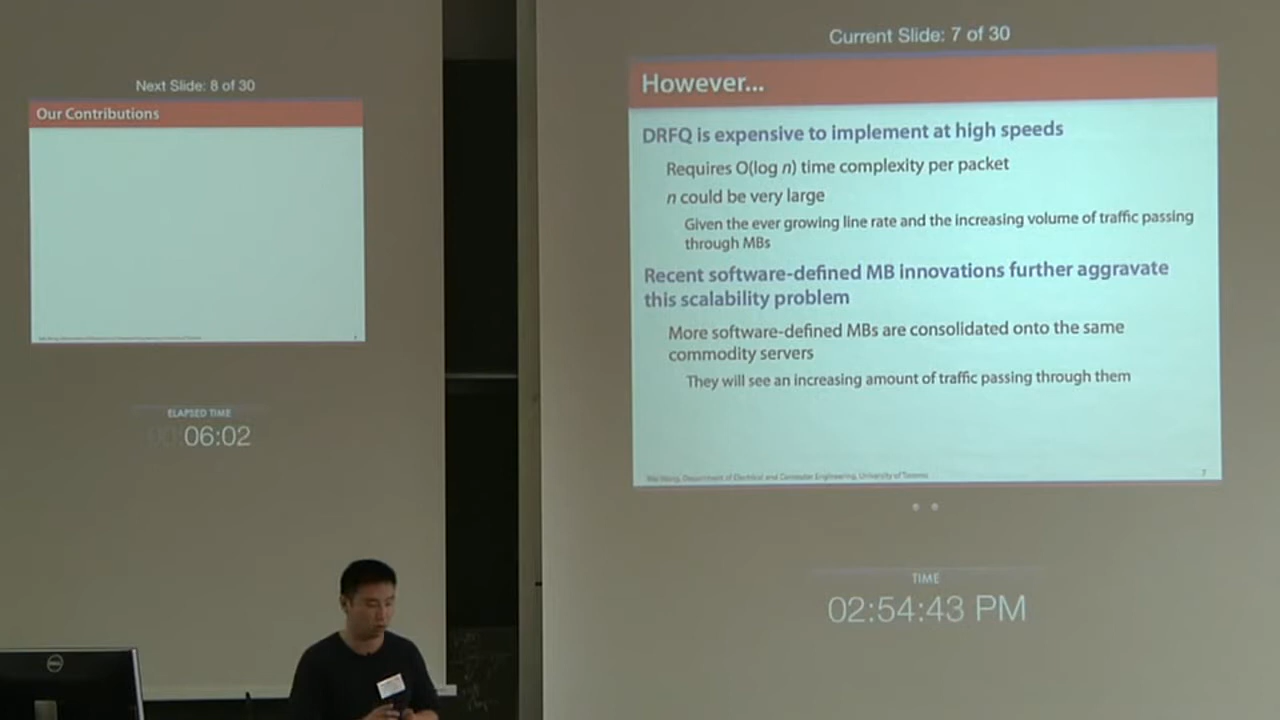 Next Slide: 8 of 30
Our Contributions
ELAPSED TIME
06:02
Current Slide: 7 of 30
However...
DRFQ is expensive to implement at high speeds
Requires O(log n) time complexity per packet
n could be very large
Given the ever growing line rate and the increasing volume of traffic passing
through MBs
Recent software-defined MB innovations further aggravate
this scalability problem
More software-defined MBs are consolidated onto the same
commodity servers
They will see an increasing amount of traffic passing through them
Wei Wang, Department of Electrical and Computer Engineering, University of Toronto
7
TIME
02:54:43 PM
DELL